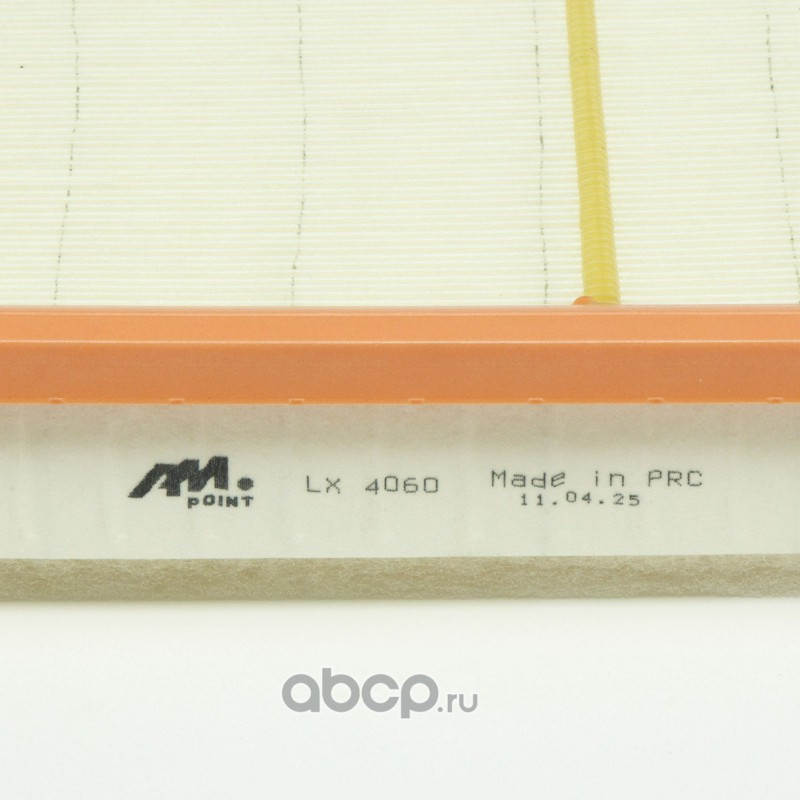 AM.
POINT
LX 4060
Made in PRC
11.04.25
abcp.ru